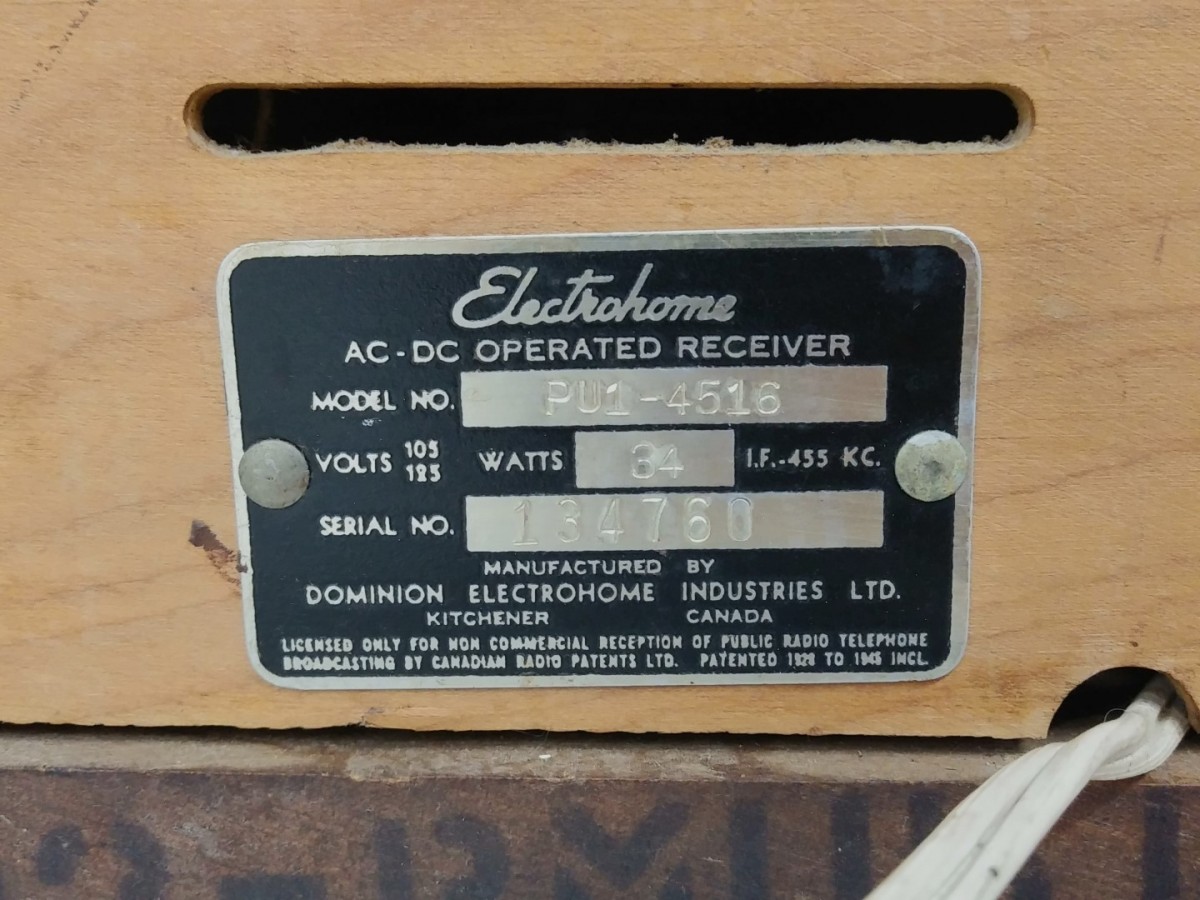 Electrohome
AC-DC OPERATED RECEIVER
MODEL NO. PU1-4516
VOLTS 105 125 WATTS 34 I.F.-455 KC.
SERIAL NO. 134760
MANUFACTURED BY
DOMINION ELECTROHOME INDUSTRIES LTD.
KITCHENER CANADA
LICENSED ONLY FOR NON COMMERCIAL RECEPTION OF PUBLIC RADIO TELEPHONE
BROADCASTING BY CANADIAN RADIO PATENTS LTD. PATENTED 1928 TO 1945 INCL.